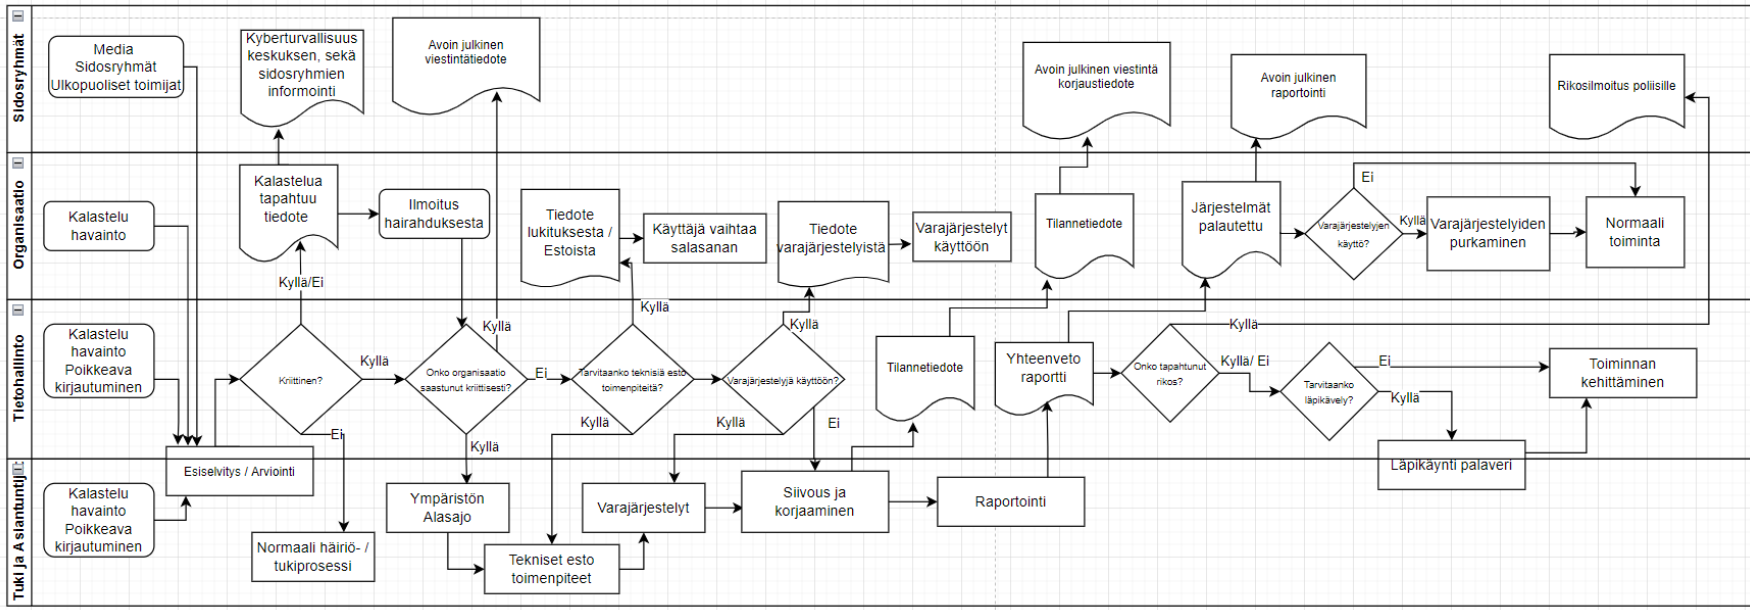 Sidosryhmät
Media
Sidosryhmät
Ulkopuoliset toimijat
Kyberturvallisuus
keskuksen, sekä
sidosryhmien
informointi
Avoin julkinen
viestintätiedote
Avoin julkinen viestintä
korjaustiedote
Avoin julkinen
raportointi
Rikosilmoitus poliisille
Organisaatio
Kalastelu
havainto
Kalastelua
tapahtuu
tiedote
Ilmoitus
hairahduksesta
Tiedote
lukituksesta /
Estoista
Käyttäjä vaihtaa
salasanan
Tiedote
varajärjestelyistä
Varajärjestelyt
käyttöön
Tilannetiedote
Järjestelmät
palautettu
Varajärjestelyjen
käyttö?
Ei
Kyllä
Varajärjestelyiden
purkaminen
Normaali
toiminta
Tietohallinto
Kalastelu
havainto
Poikkeava
kirjautuminen
Kyllä/Ei
Kriittinen?
Kyllä
Ei
Kyllä
Onko organisaatio
saastunut kriittisesti?
Ei
Kyllä
Kyllä
Tarvitaanko teknisiä esto
toimenpiteitä?
Kyllä
Kyllä
Varajärjestelyjä käyttöön?
Kyllä
Ei
Tilannetiedote
Yhteenveto
raportti
Onko tapahtunut
rikos?
Kyllä
Kyllä/ Ei
Tarvitaanko
läpikävely?
Ei
Kyllä
Toiminnan
kehittäminen
Esiselvitys / Arviointi
Läpikäynti palaveri
Tuki ja Asiantuntij
Kalastelu
havainto
Poikkeava
kirjautuminen
Normaali häiriö- /
tukiprosessi
Ympäristön
Alasajo
Tekniset esto
toimenpiteet
Varajärjestelyt
Siivous ja
korjaaminen
Raportointi